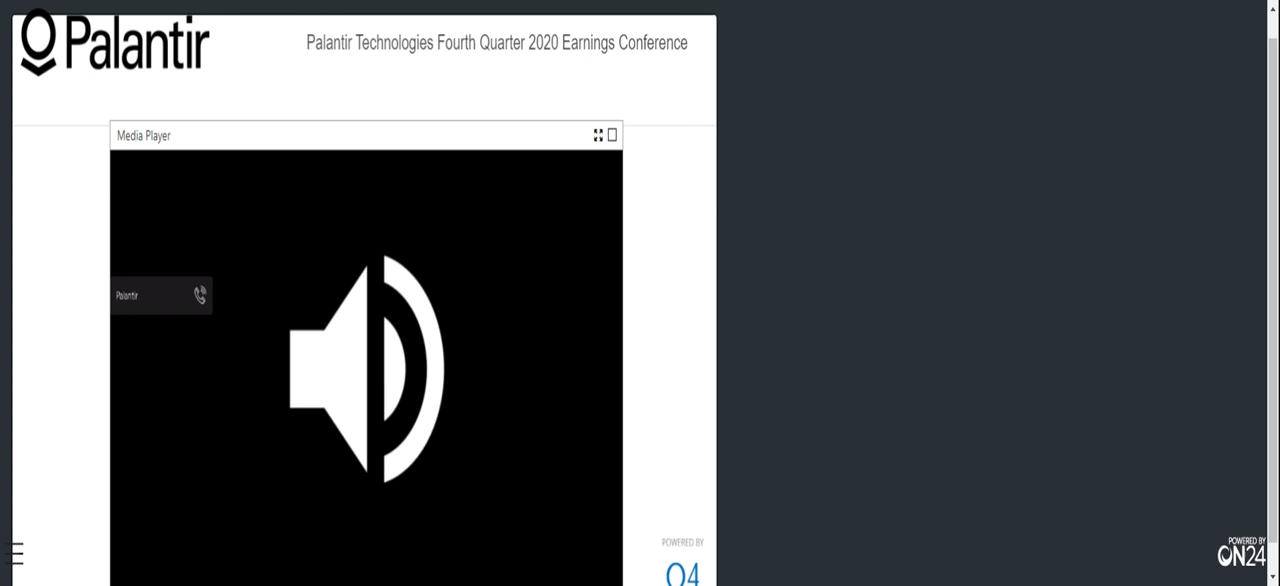 Palantir
Palantir Technologies Fourth Quarter 2020 Earnings Conference
Media Player
Palantir
POWERED BY
Q4
POWERED BY
ON24